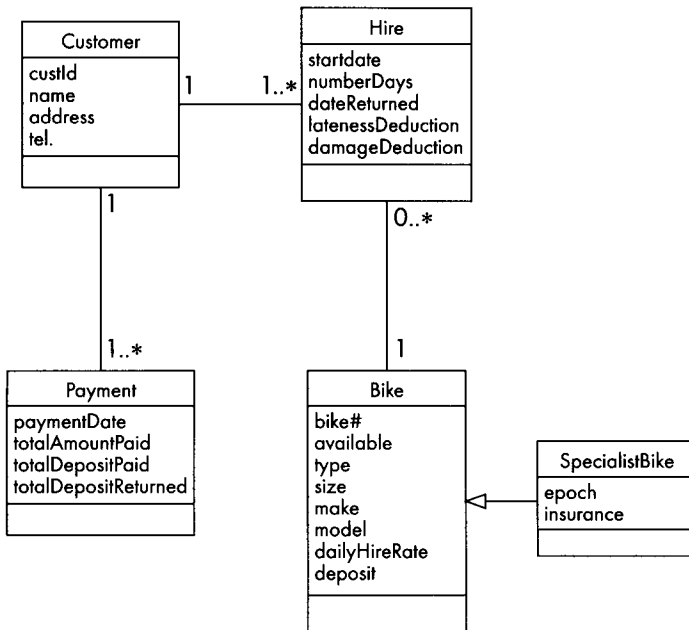 Customer
custId
name
address
tel.
Hire
startdate
numberDays
dateReturned
latenessDeduction
damageDeduction
1
1..*
1
1..*
0..*
1
Payment
paymentDate
totalAmountPaid
totalDepositPaid
totalDepositReturned
Bike
bike#
available
type
size
make
model
dailyHireRate
deposit
SpecialistBike
epoch
insurance